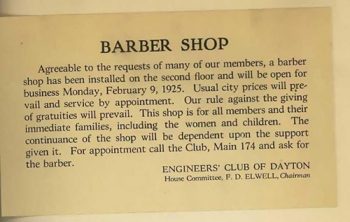 BARBER SHOP
Agreeable to the requests of many of our members, a barber
shop has been installed on the second floor and will be open for
business Monday, February 9, 1925. Usual city prices will pre-
vail and service by appointment. Our rule against the giving
of gratuities will prevail. This shop is for all members and their
immediate families, including the women and children. The
continuance of the shop will be dependent upon the support
given it. For appointment call the Club, Main 174 and ask for
the barber.
ENGINEERS' CLUB OF DAYTON
House Committee, F. D. ELWELL, Chairman